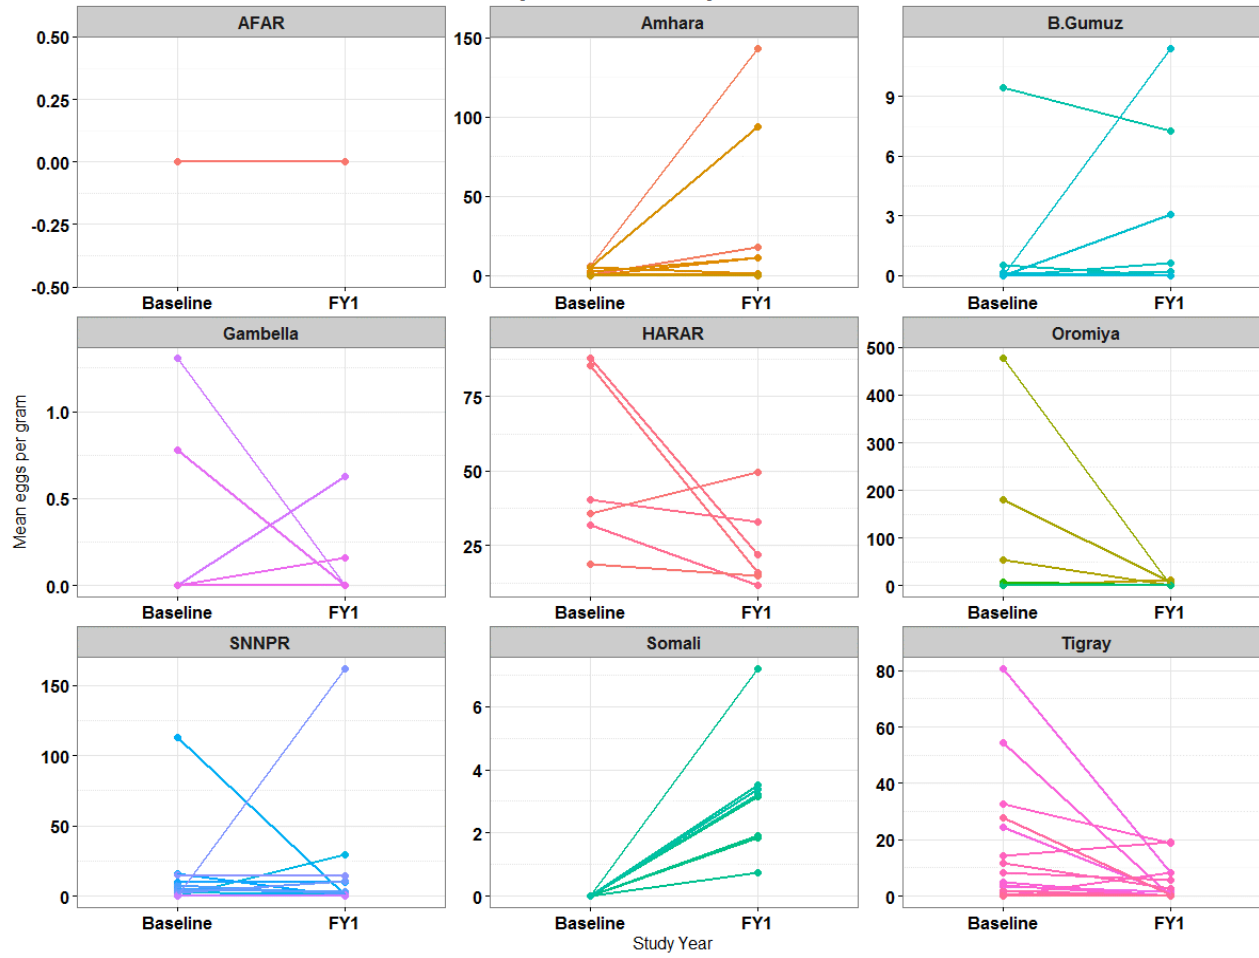 AFAR
Amhara
B.Gumuz
0.50
0.25
0.00
-0.25
-0.50
150
100
50
0
9
6
3
0
Baseline FY1
Baseline FY1
Baseline FY1
Mean eggs per gram
Gambella
HARAR
Oromiya
1.0
0.5
0.0
75
50
25
500
400
300
200
100
0
Baseline FY1
Baseline FY1
Baseline FY1
SNNPR
Somali
Tigray
150
100
50
0
6
4
2
0
80
60
40
20
0
Baseline FY1
Baseline FY1
Baseline FY1
Study Year